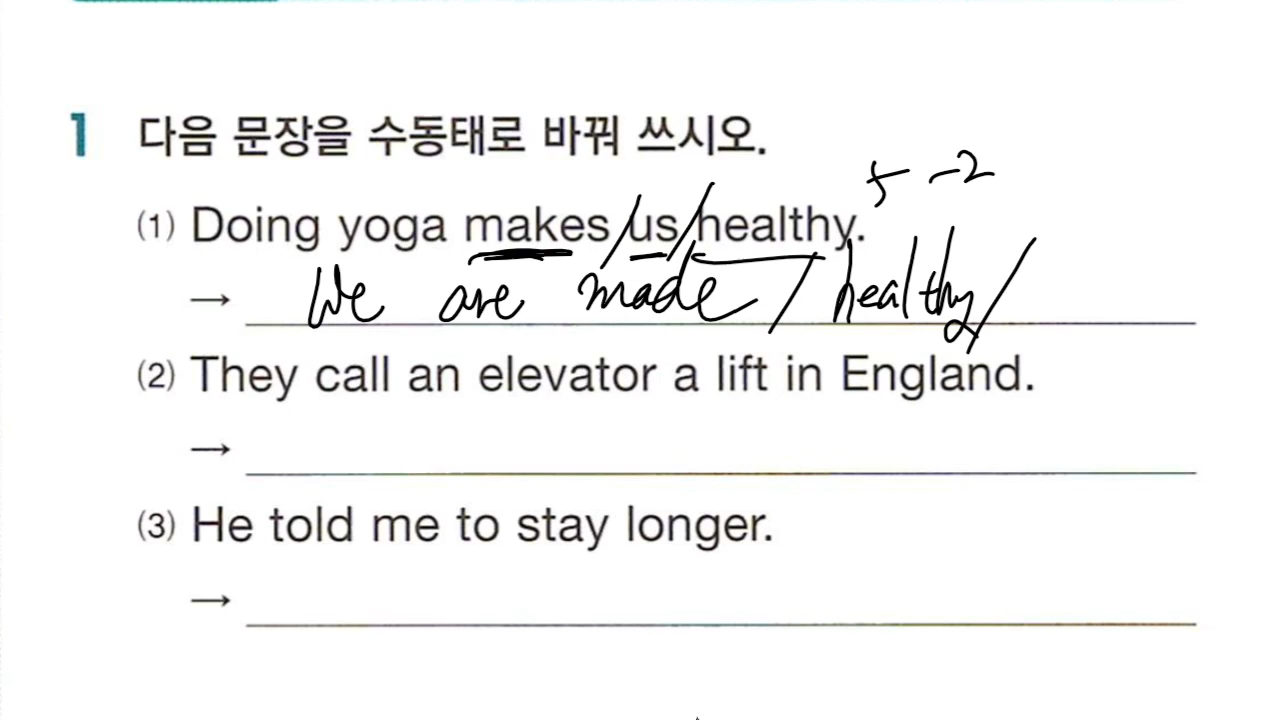 1 다음 문장을 수동태로 바꿔 쓰시오.
5 -2
(1) Doing yoga makes / us / healthy.
→ We are made / healthy /
(2) They call an elevator a lift in England.
→
(3) He told me to stay longer.
→